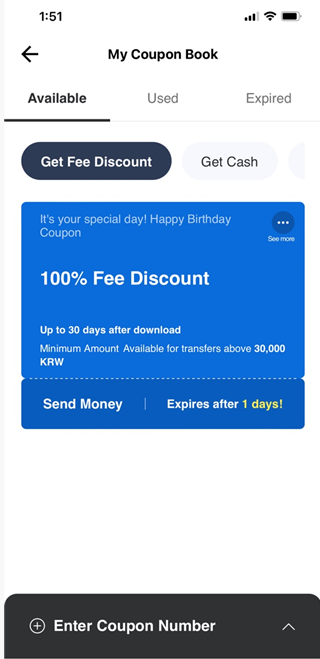 1:51
My Coupon Book
Available
Used
Expired
Get Fee Discount
Get Cash
It's your special day! Happy Birthday
Coupon
See more
100% Fee Discount
Up to 30 days after download
Minimum Amount Available for transfers above 30,000
KRW
Send Money
Expires after 1 days!
Enter Coupon Number